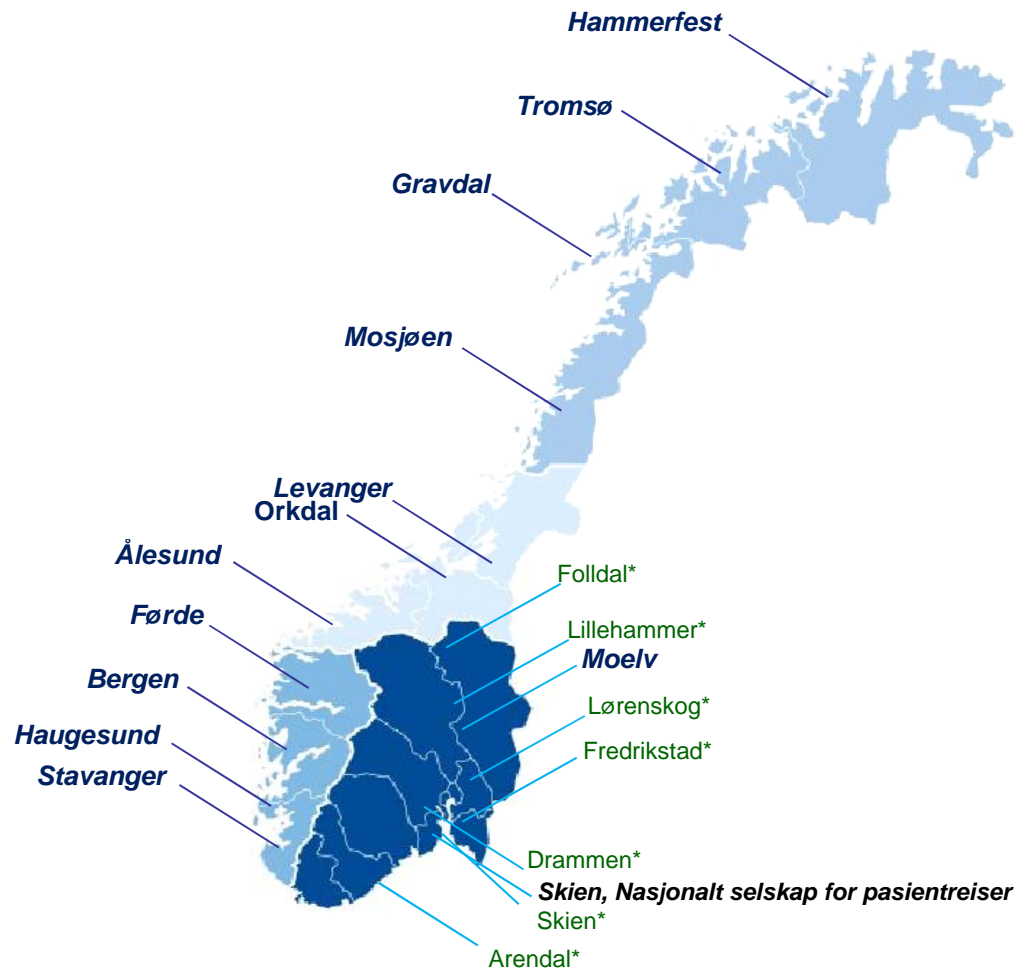 Hammerfest
Tromsø
Gravdal
Mosjøen
Levanger
Orkdal
Ålesund
Folldal*
Førde
Lillehammer*
Moelv
Bergen
Lørenskog*
Haugesund
Fredrikstad*
Stavanger
Drammen*
Skien, Nasjonalt selskap for pasientreiser
Skien*
Arendal*